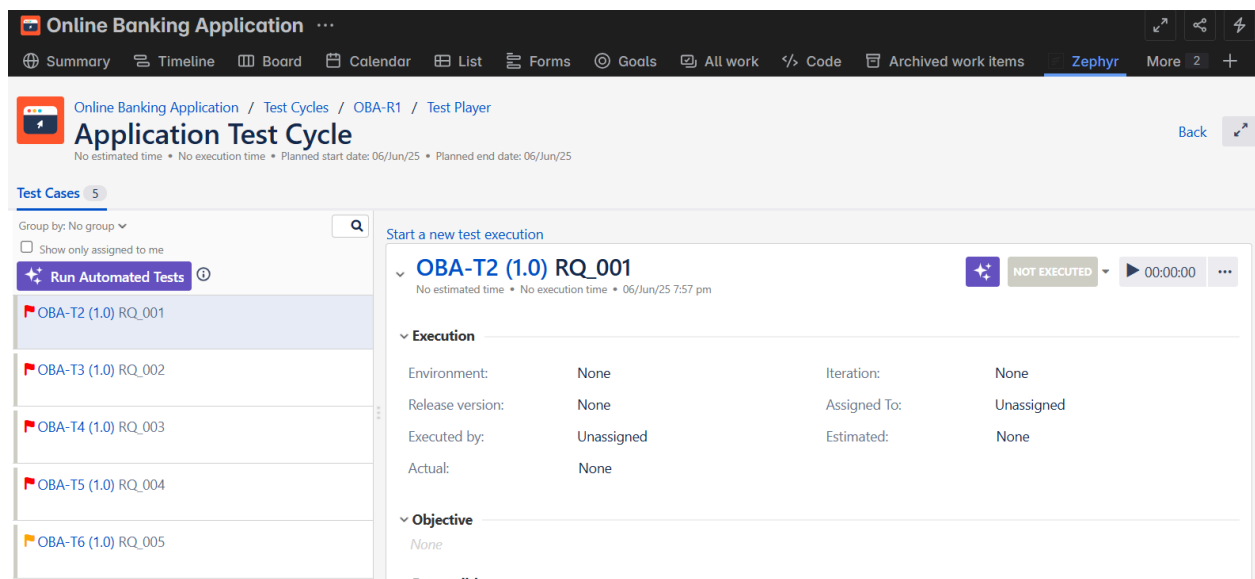 Online Banking Application ...
Summary Timeline Board Calendar List Forms Goals All work Code Archived work items Zephyr More 2
Online Banking Application / Test Cycles / OBA-R1 / Test Player
Application Test Cycle
Back
No estimated time • No execution time • Planned start date: 06/Jun/25 • Planned end date: 06/Jun/25
Test Cases 5
Group by: No group
Show only assigned to me
Run Automated Tests
OBA-T2 (1.0) RQ_001
OBA-T3 (1.0) RQ_002
OBA-T4 (1.0) RQ_003
OBA-T5 (1.0) RQ_004
OBA-T6 (1.0) RQ_005
Start a new test execution
OBA-T2 (1.0) RQ_001
NOT EXECUTED 00:00:00 ...
No estimated time • No execution time • 06/Jun/25 7:57 pm
Execution
Environment: None Iteration: None
Release version: None Assigned To: Unassigned
Executed by: Unassigned Estimated: None
Actual: None
Objective
None